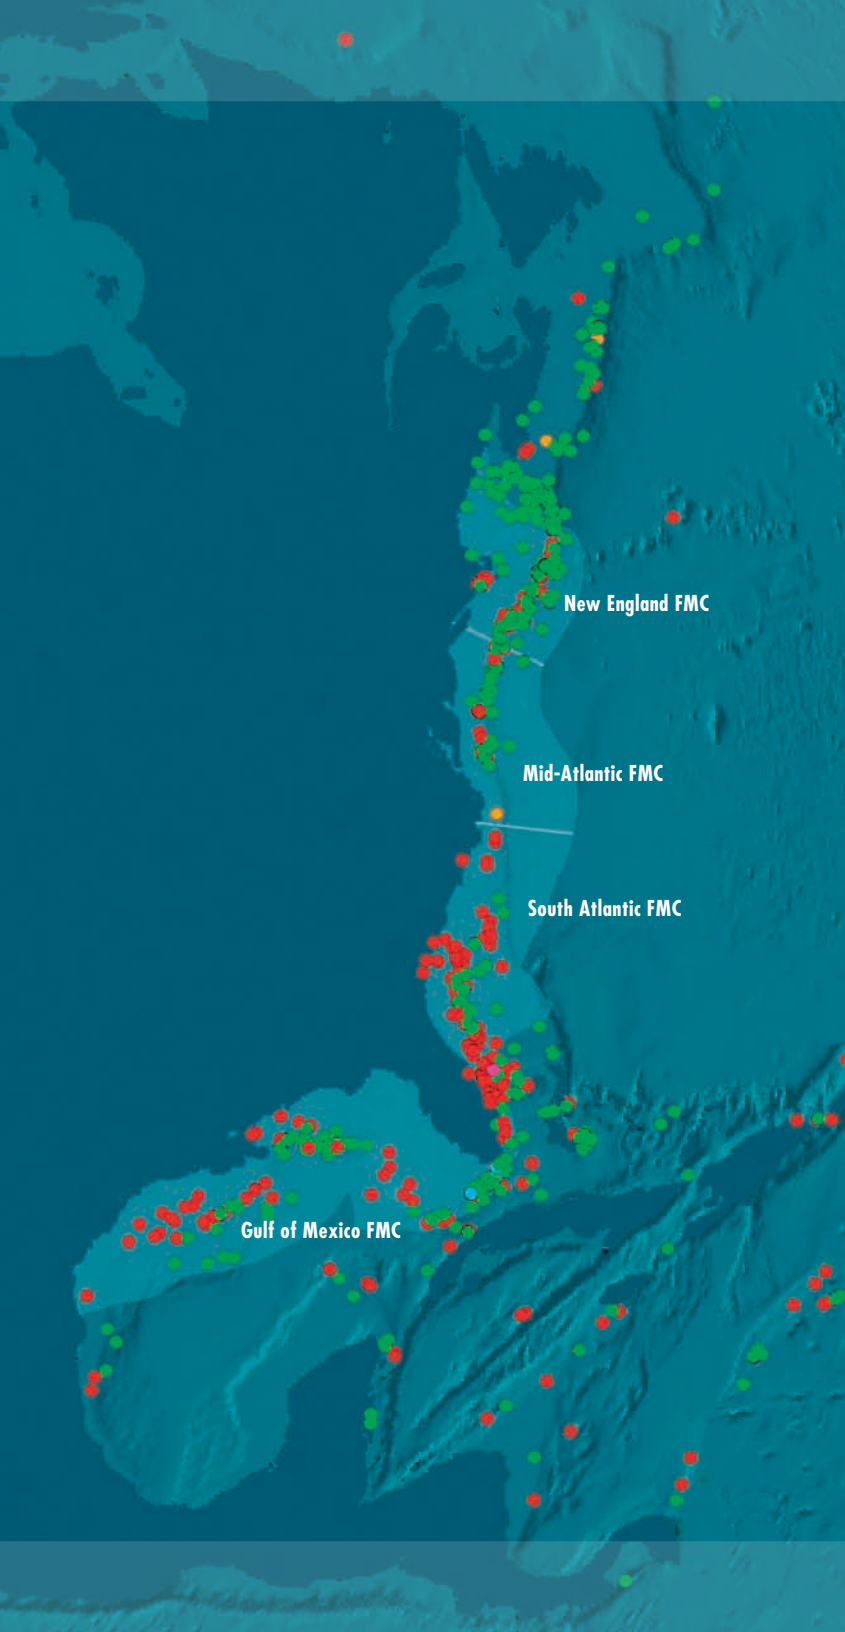 New England FMC
Mid-Atlantic FMC
South Atlantic FMC
Gulf of Mexico FMC